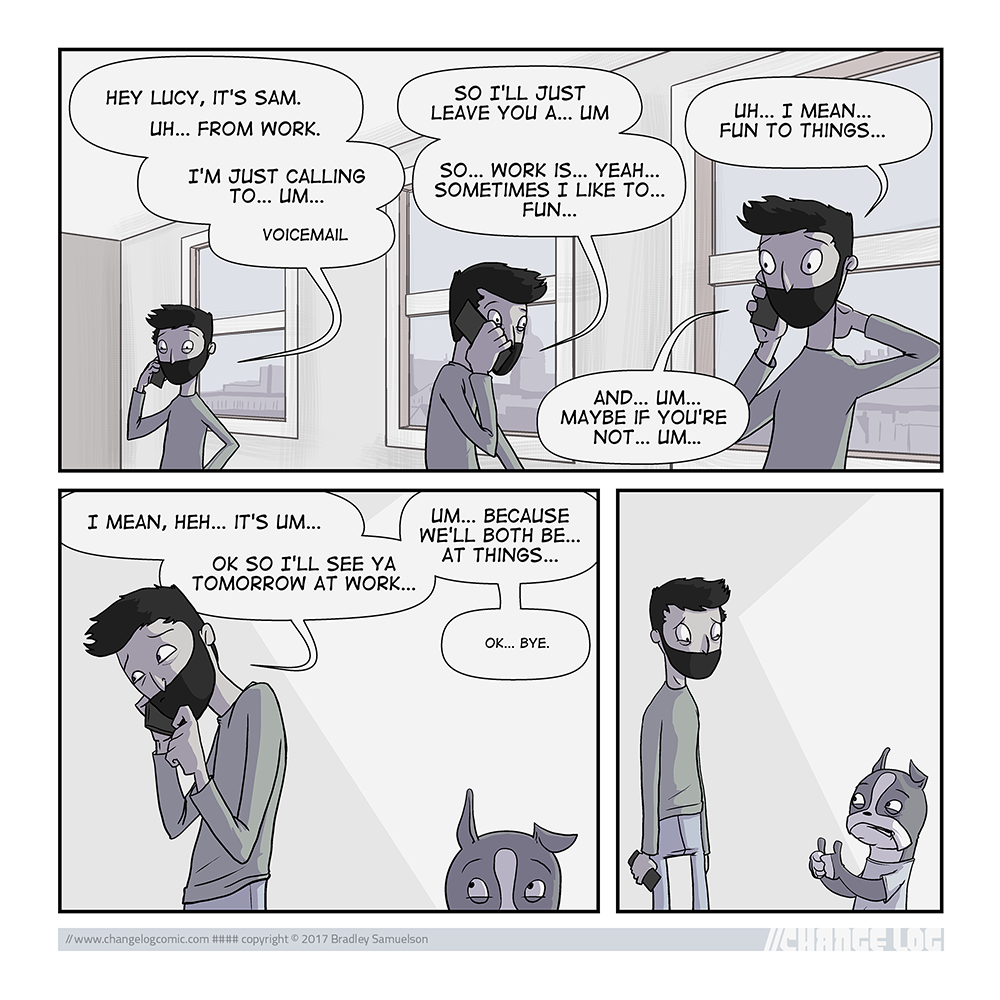 HEY LUCY, IT'S SAM.
UH... FROM WORK.
I'M JUST CALLING
TO... UM...
VOICEMAIL
SO I'LL JUST
LEAVE YOU A... UM
SO... WORK IS... YEAH...
SOMETIMES I LIKE TO...
FUN...
UH... I MEAN...
FUN TO THINGS...
AND... UM...
MAYBE IF YOU'RE
NOT... UM...
I MEAN, HEH... IT'S UM...
OK SO I'LL SEE YA
TOMORROW AT WORK...
UM... BECAUSE
WE'LL BOTH BE...
AT THINGS...
OK... BYE.
//www.changelogcomic.com #### copyright © 2017 Bradley Samuelson
//CHANGE LOG